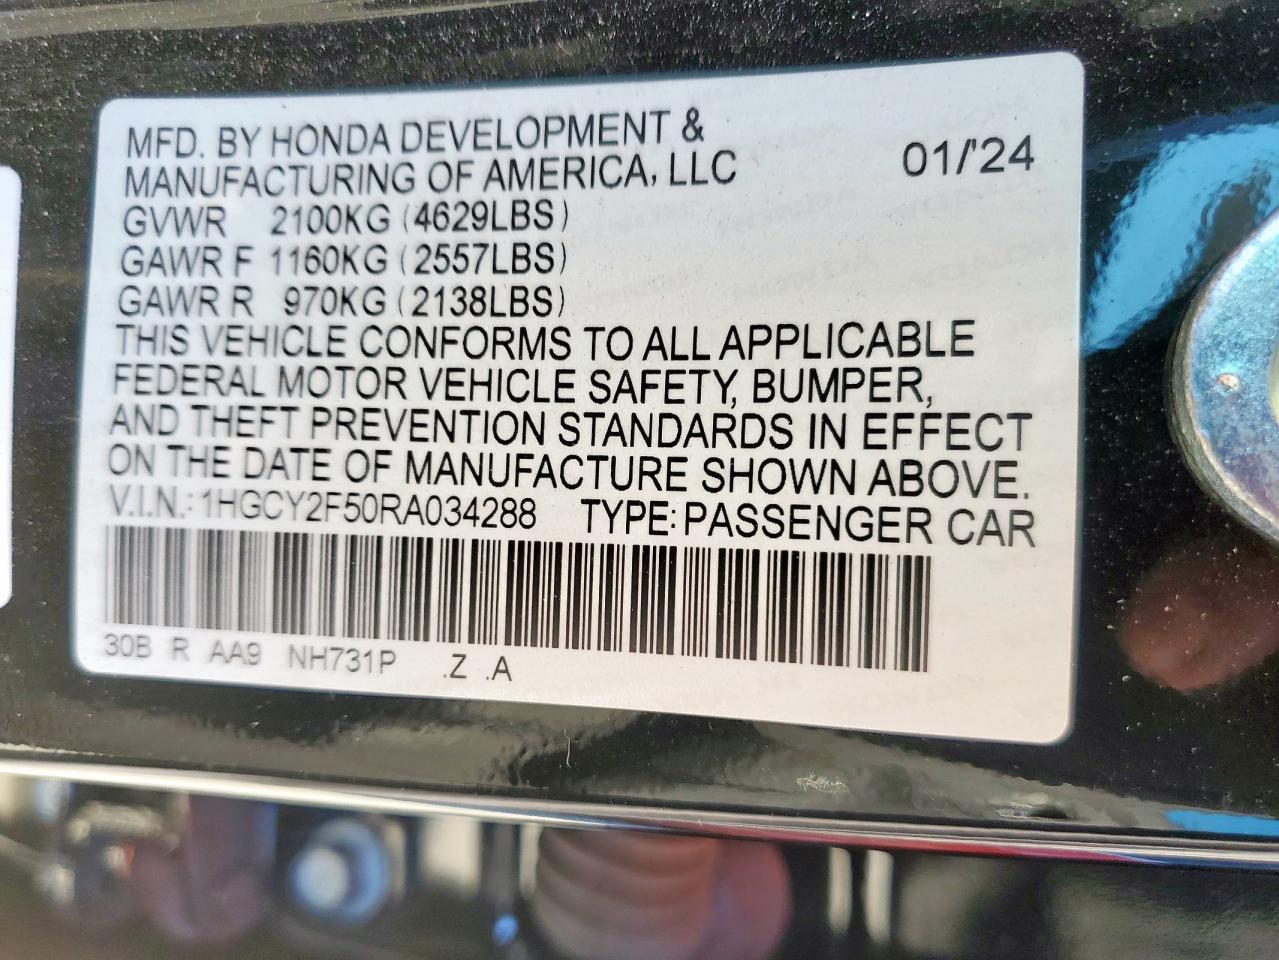 MFD. BY HONDA DEVELOPMENT &
MANUFACTURING OF AMERICA, LLC 01/'24
GVWR 2100KG (4629LBS)
GAWR F 1160KG (2557LBS)
GAWR R 970KG (2138LBS)
THIS VEHICLE CONFORMS TO ALL APPLICABLE
FEDERAL MOTOR VEHICLE SAFETY, BUMPER,
AND THEFT PREVENTION STANDARDS IN EFFECT
ON THE DATE OF MANUFACTURE SHOWN ABOVE.
V.I.N.: 1HGCY2F50RA034288 TYPE: PASSENGER CAR
30B R AA9 NH731P .Z .A